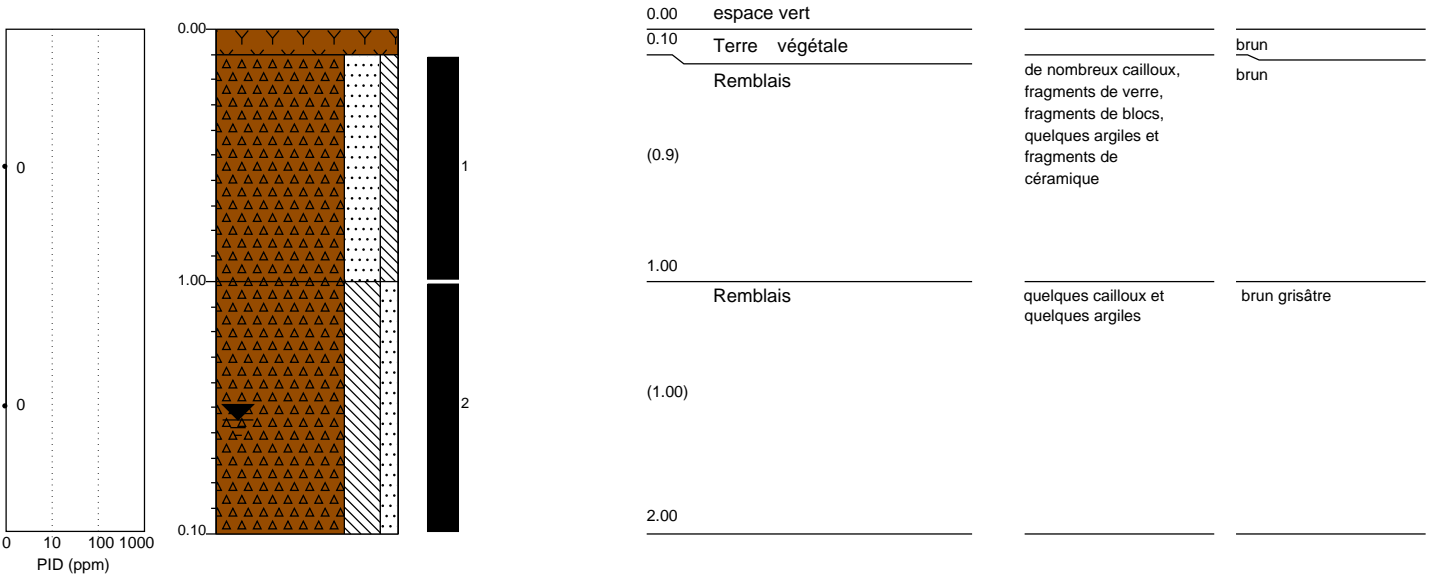 0.00
1.00
0.10
0
0
0 10 100 1000
PID (ppm)
1
2
0.00 espace vert
0.10 Terre végétale
brun
Remblais
de nombreux cailloux,
fragments de verre,
fragments de blocs,
quelques argiles et
fragments de
céramique
brun
(0.9)
1.00
Remblais
quelques cailloux et
quelques argiles
brun grisâtre
(1.00)
2.00